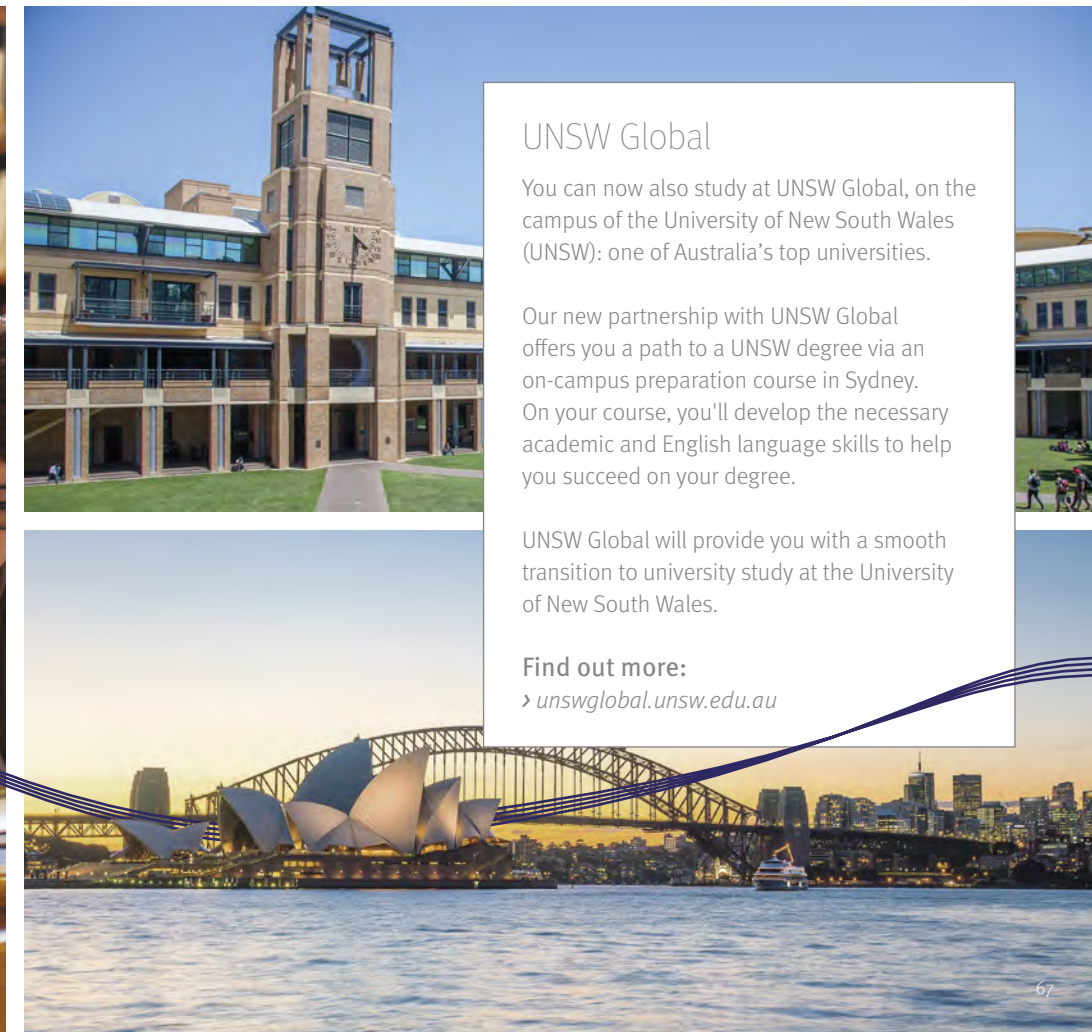 UNSW Global
You can now also study at UNSW Global, on the
campus of the University of New South Wales
(UNSW): one of Australia’s top universities.
Our new partnership with UNSW Global
offers you a path to a UNSW degree via an
on-campus preparation course in Sydney.
On your course, you'll develop the necessary
academic and English language skills to help
you succeed on your degree.
UNSW Global will provide you with a smooth
transition to university study at the University
of New South Wales.
Find out more:
› unswglobal.unsw.edu.au
67